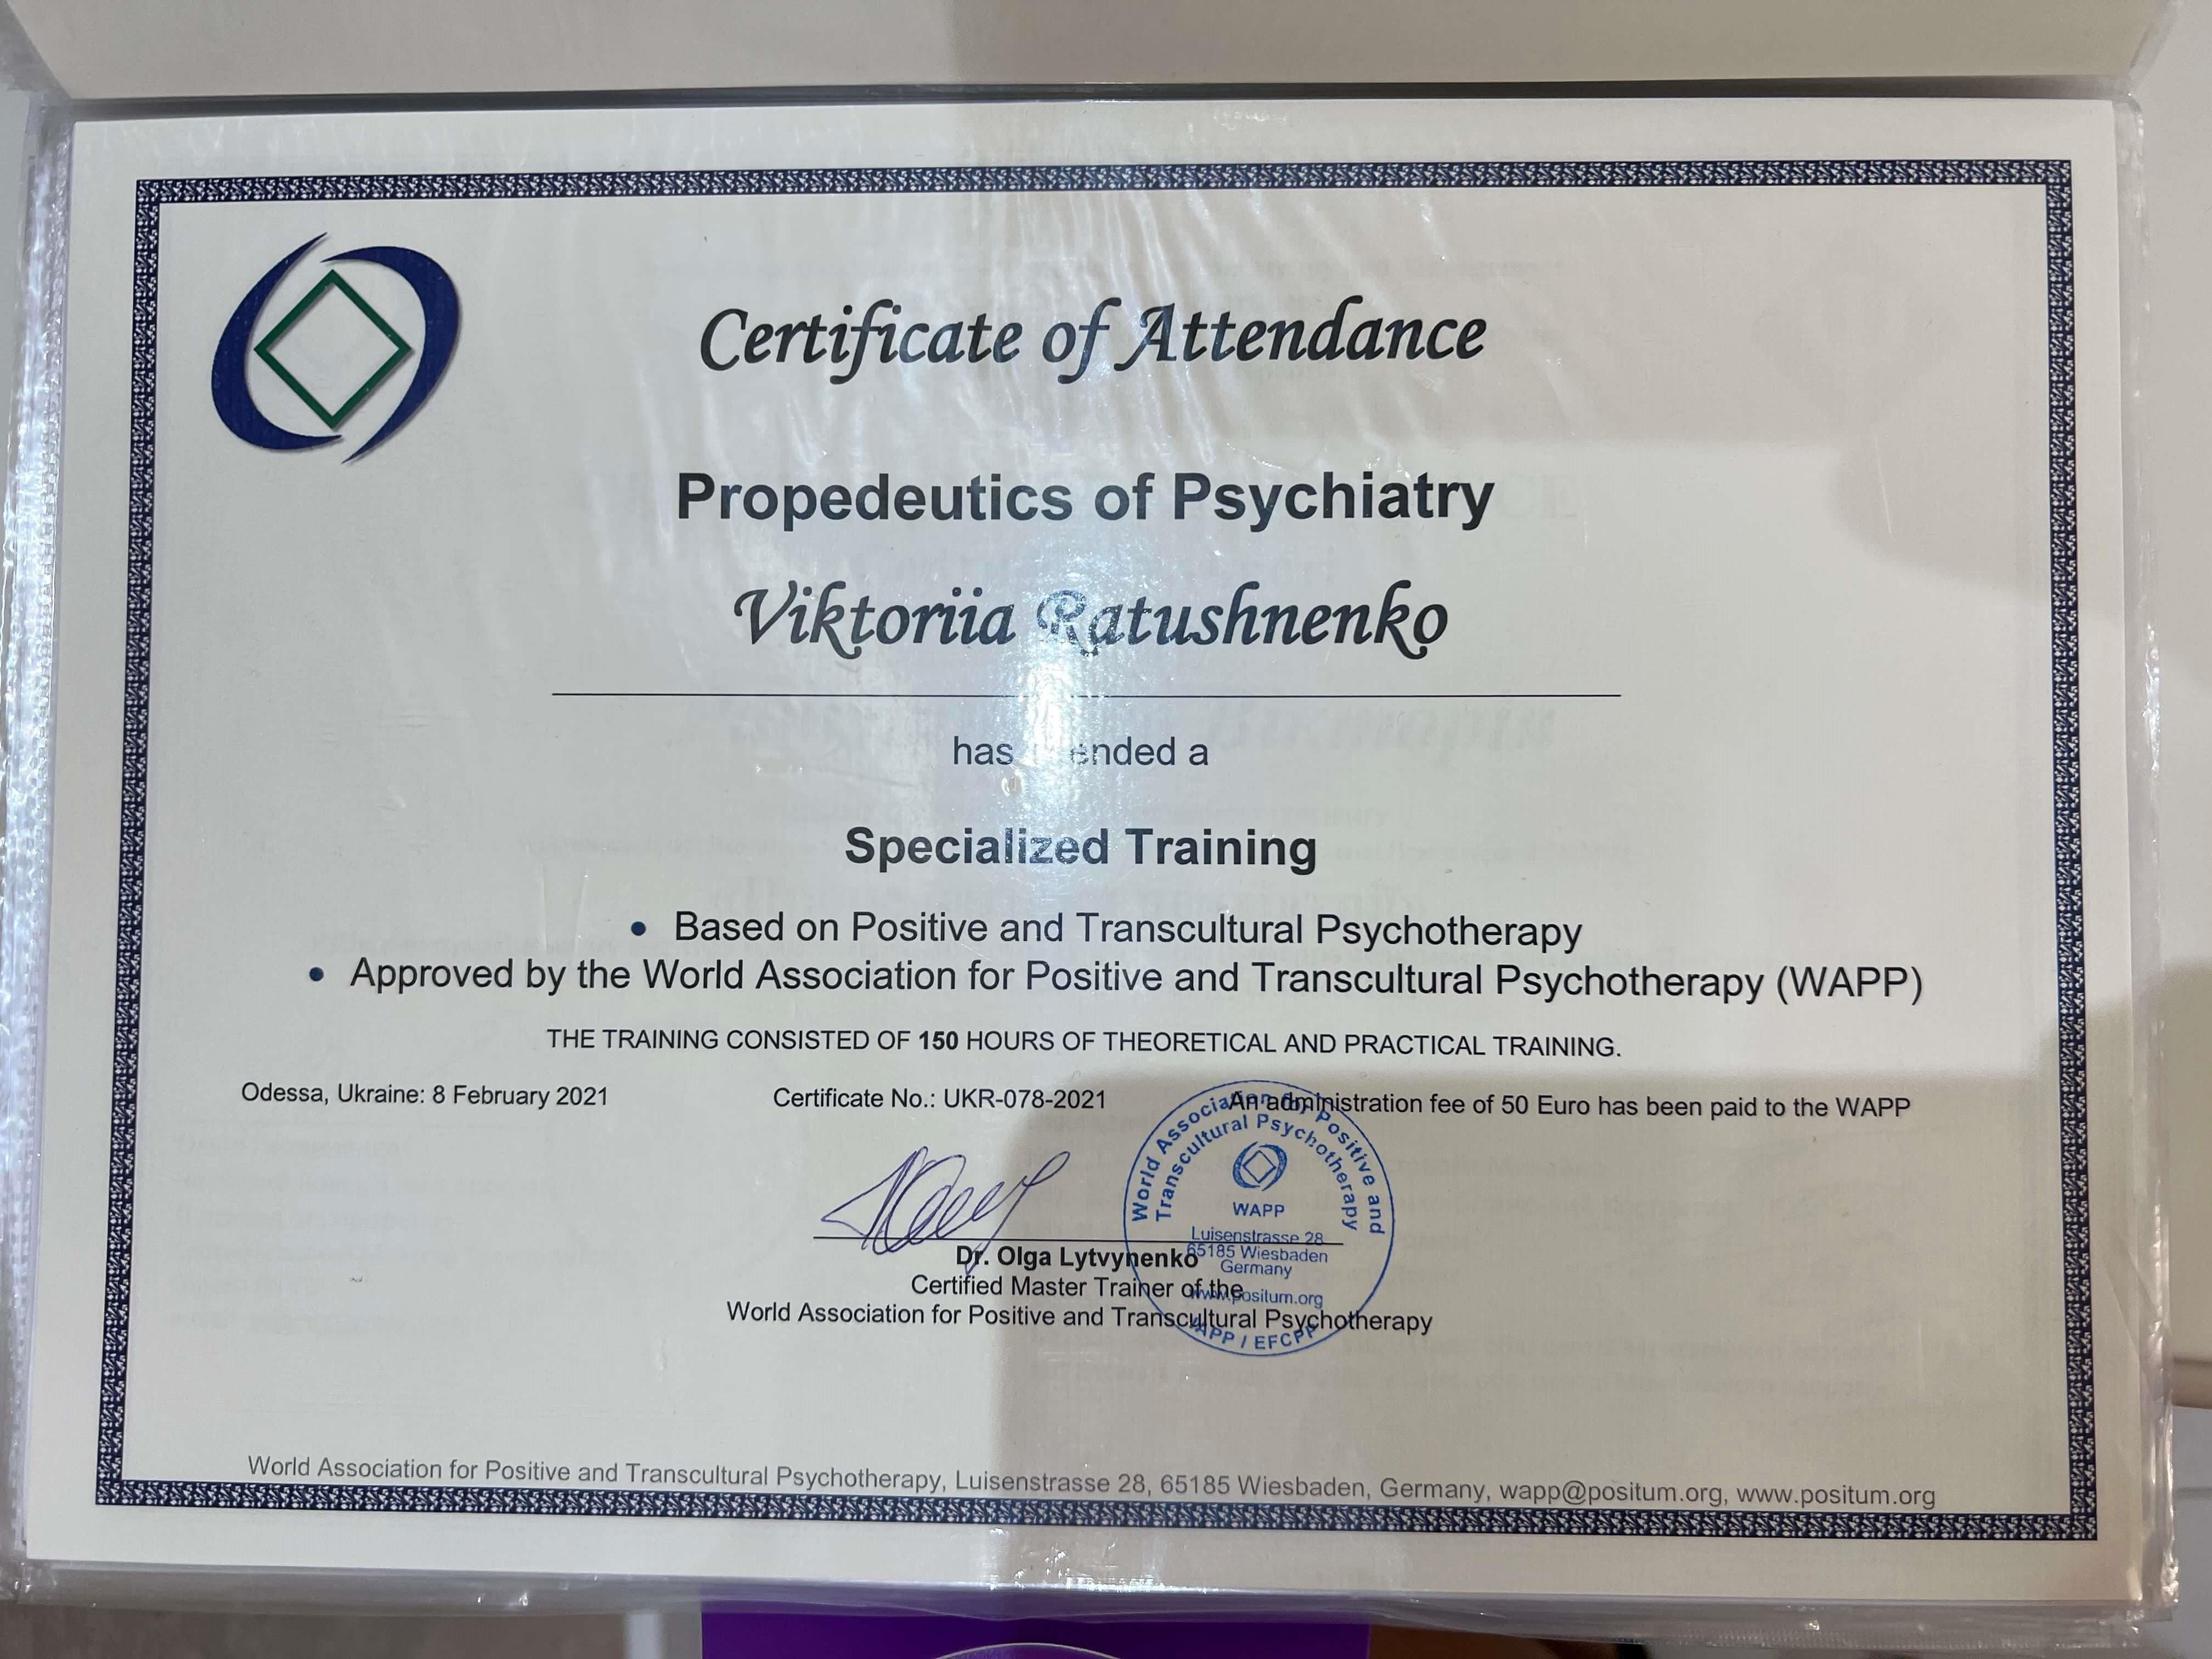 Certificate of Attendance
Propedeutics of Psychiatry
Viktoriia Ratushnenko
has ended a
Specialized Training
• Based on Positive and Transcultural Psychotherapy
• Approved by the World Association for Positive and Transcultural Psychotherapy (WAPP)
THE TRAINING CONSISTED OF 150 HOURS OF THEORETICAL AND PRACTICAL TRAINING.
Odessa, Ukraine: 8 February 2021 Certificate No.: UKR-078-2021 An administration fee of 50 Euro has been paid to the WAPP
World Association for Positive and
Transcultural Psychotherapy
WAPP
Luisenstrasse 28
65185 Wiesbaden
Germany
www.positum.org
WAPP / EFCPP
Dr. Olga Lytvynenko
Certified Master Trainer of the
World Association for Positive and Transcultural Psychotherapy
World Association for Positive and Transcultural Psychotherapy, Luisenstrasse 28, 65185 Wiesbaden, Germany, wapp@positum.org, www.positum.org